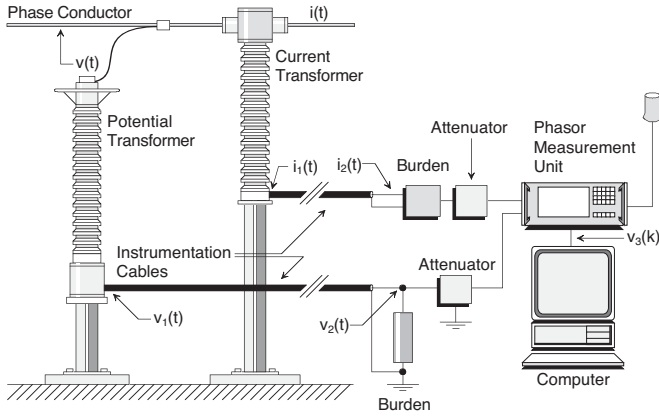 Phase Conductor
i(t)
v(t)
Current
Transformer
Potential
Transformer
i1(t)
i2(t)
Burden
Attenuator
Phasor
Measurement
Unit
v3(k)
Instrumentation
Cables
Attenuator
v1(t)
v2(t)
Burden
Computer